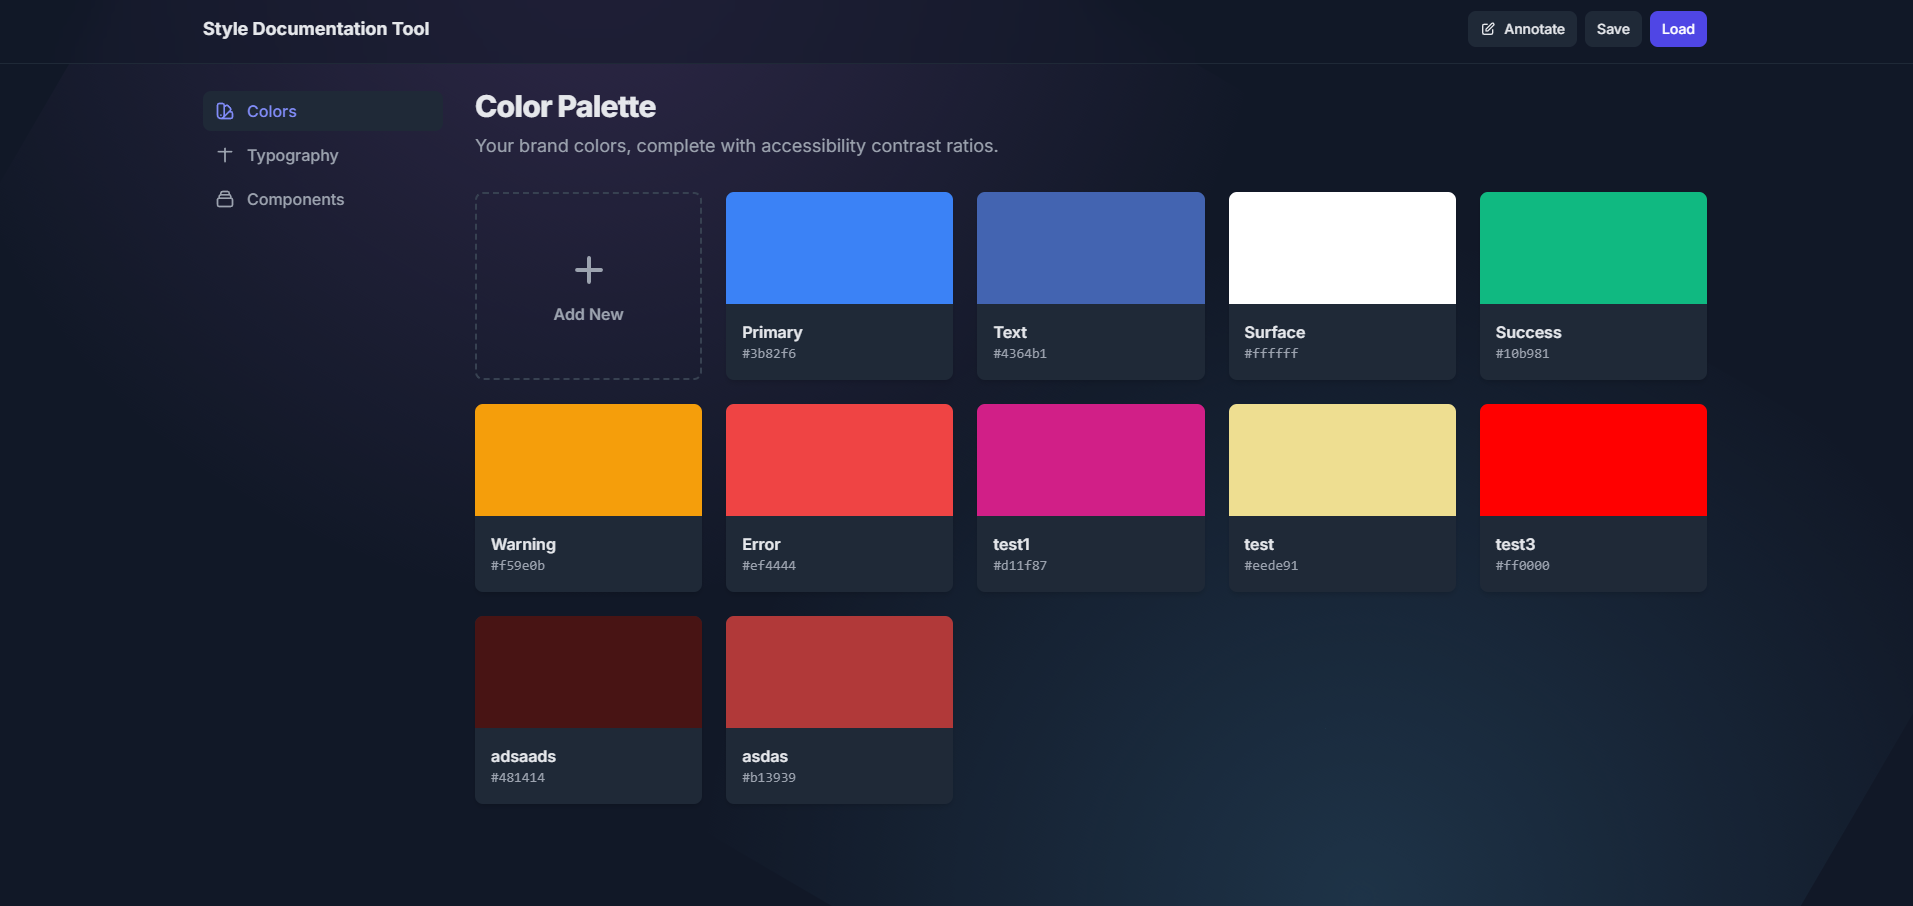 Style Documentation Tool
Annotate
Save
Load
Colors
Typography
Components
Color Palette
Your brand colors, complete with accessibility contrast ratios.
Add New
Primary
#3b82f6
Text
#4364b1
Surface
#ffffff
Success
#10b981
Warning
#f59e0b
Error
#ef4444
test1
#d11f87
test
#eede91
test3
#ff0000
adsaads
#481414
asdas
#b13939